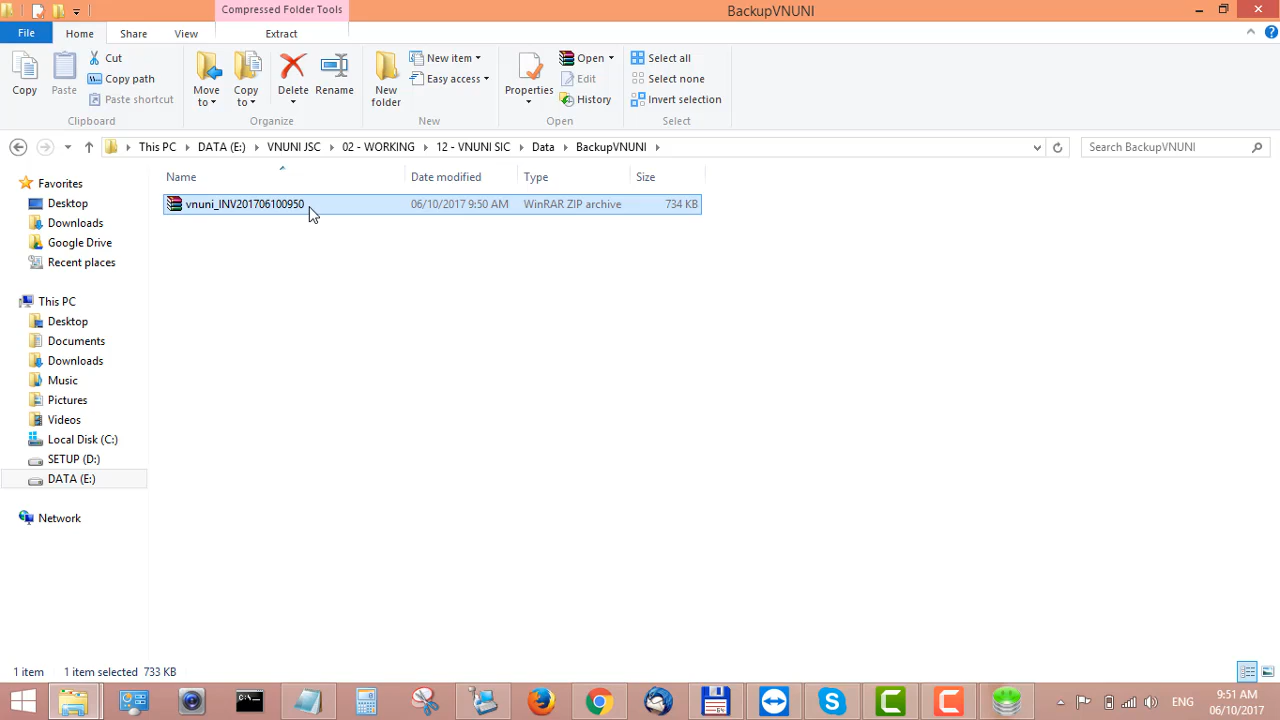 Compressed Folder Tools
BackupVNUNI
File
Home
Share
View
Extract
Copy
Paste
Cut
Copy path
Paste shortcut
Clipboard
Move to
Copy to
Delete
Rename
Organize
New folder
New item
Easy access
New
Properties
Open
Edit
History
Open
Select all
Select none
Invert selection
Select
This PC
DATA (E:)
VNUNI JSC
02 - WORKING
12 - VNUNI SIC
Data
BackupVNUNI
Search BackupVNUNI
Name
Date modified
Type
Size
vnuni_INV201706100950
06/10/2017 9:50 AM
WinRAR ZIP archive
734 KB
Favorites
Desktop
Downloads
Google Drive
Recent places
This PC
Desktop
Documents
Downloads
Music
Pictures
Videos
Local Disk (C:)
SETUP (D:)
DATA (E:)
Network
1 item
1 item selected 733 KB
ENG
9:51 AM
06/10/2017